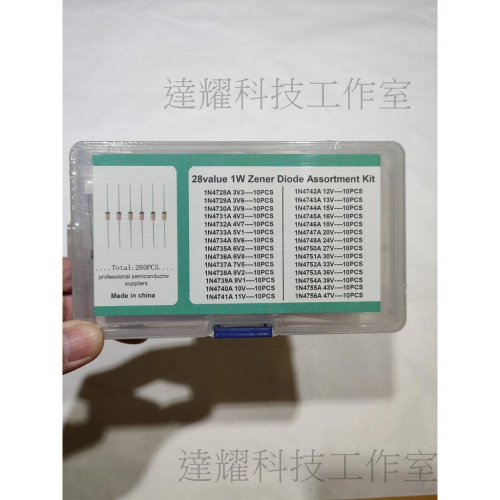 達耀科技工作室
28value 1W Zener Diode Assortment Kit
1N4728A 3V3----10PCS
1N4729A 3V6----10PCS
1N4730A 3V9----10PCS
1N4731A 4V3----10PCS
1N4732A 4V7----10PCS
1N4733A 5V1----10PCS
1N4734A 5V6----10PCS
1N4735A 6V2----10PCS
1N4736A 6V8----10PCS
1N4737A 7V5----10PCS
1N4738A 8V2----10PCS
1N4739A 9V1----10PCS
1N4740A 10V----10PCS
1N4741A 11V----10PCS
1N4742A 12V----10PCS
1N4743A 13V----10PCS
1N4744A 15V----10PCS
1N4745A 16V----10PCS
1N4746A 18V----10PCS
1N4747A 20V----10PCS
1N4749A 24V----10PCS
1N4750A 27V----10PCS
1N4751A 30V----10PCS
1N4752A 33V----10PCS
1N4753A 36V----10PCS
1N4754A 39V----10PCS
1N4755A 43V----10PCS
1N4756A 47V----10PCS
....Total:280PCS....
professional semiconductor
suppliers
Made in china
達耀科技工作室